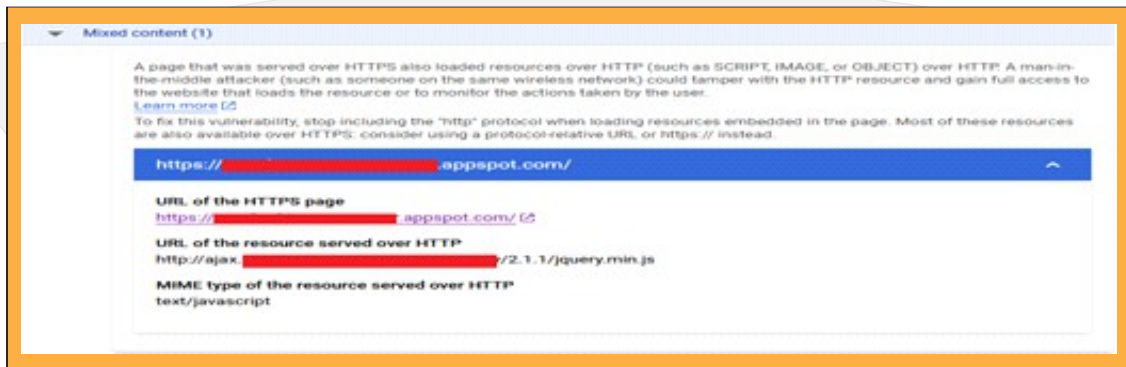 Mixed content (1)
A page that was served over HTTPS also loaded resources over HTTP (such as SCRIPT, IMAGE, or OBJECT) over HTTP. A man-in-
the-middle attacker (such as someone on the same wireless network) could tamper with the HTTP resource and gain full access to
the website that loads the resource or to monitor the actions taken by the user.
Learn more
To fix this vulnerability, stop including the "http" protocol when loading resources embedded in the page. Most of these resources
are also available over HTTPS: consider using a protocol-relative URL or https:// instead.
https:// .appspot.com/
URL of the HTTPS page
https:// .appspot.com/
URL of the resource served over HTTP
http://ajax. /2.1.1/jquery.min.js
MIME type of the resource served over HTTP
text/javascript